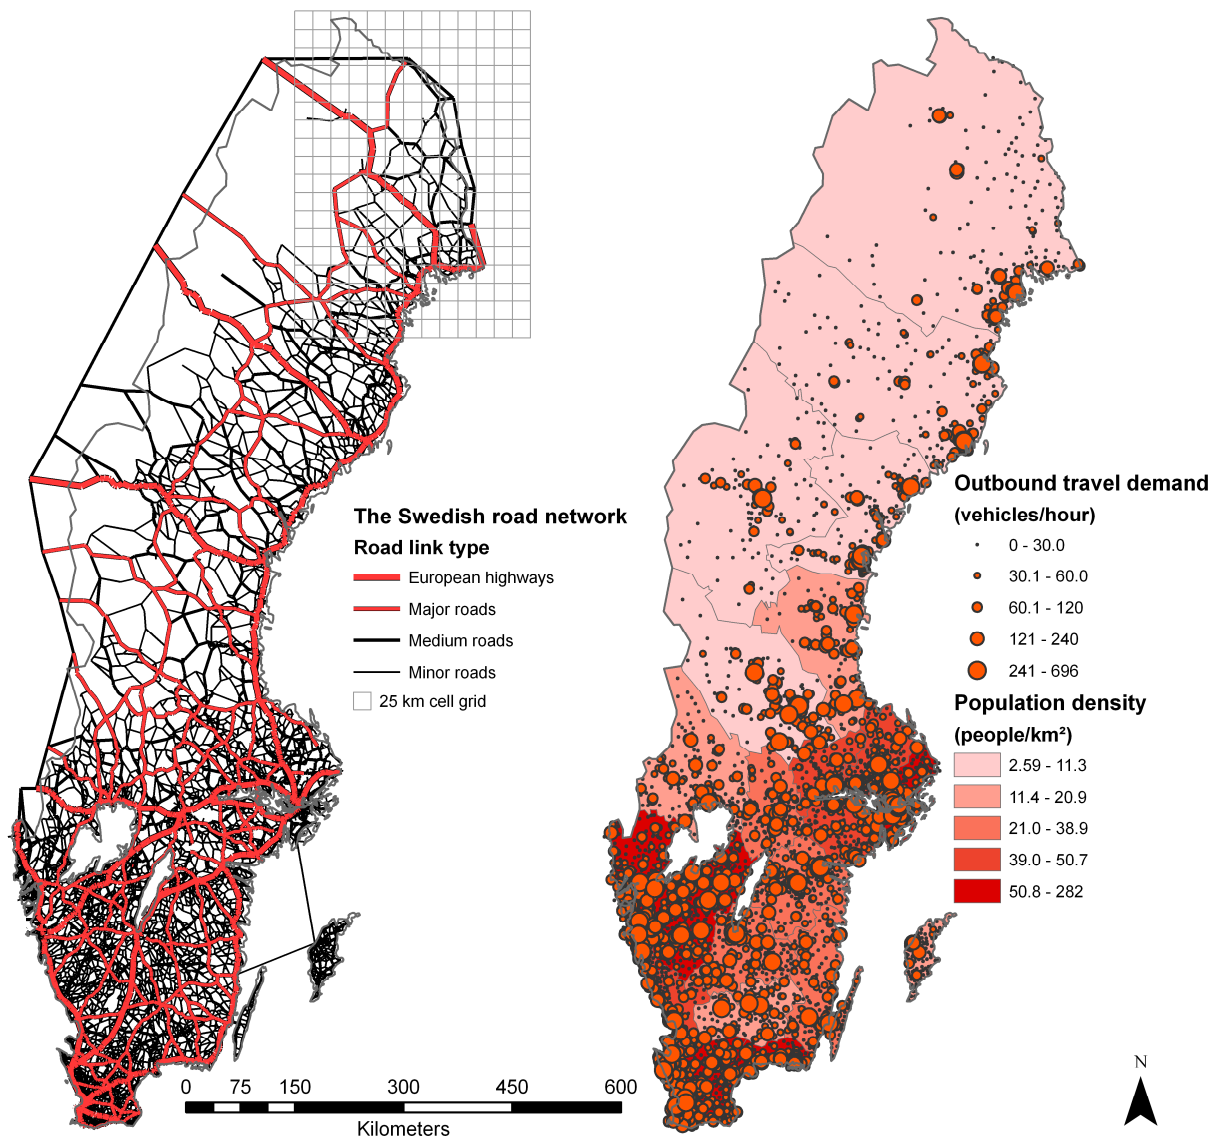 The Swedish road network
Road link type
European highways
Major roads
Medium roads
Minor roads
25 km cell grid
0 75 150 300 450 600
Kilometers
Outbound travel demand
(vehicles/hour)
0 - 30.0
30.1 - 60.0
60.1 - 120
121 - 240
241 - 696
Population density
(people/km²)
2.59 - 11.3
11.4 - 20.9
21.0 - 38.9
39.0 - 50.7
50.8 - 282
N